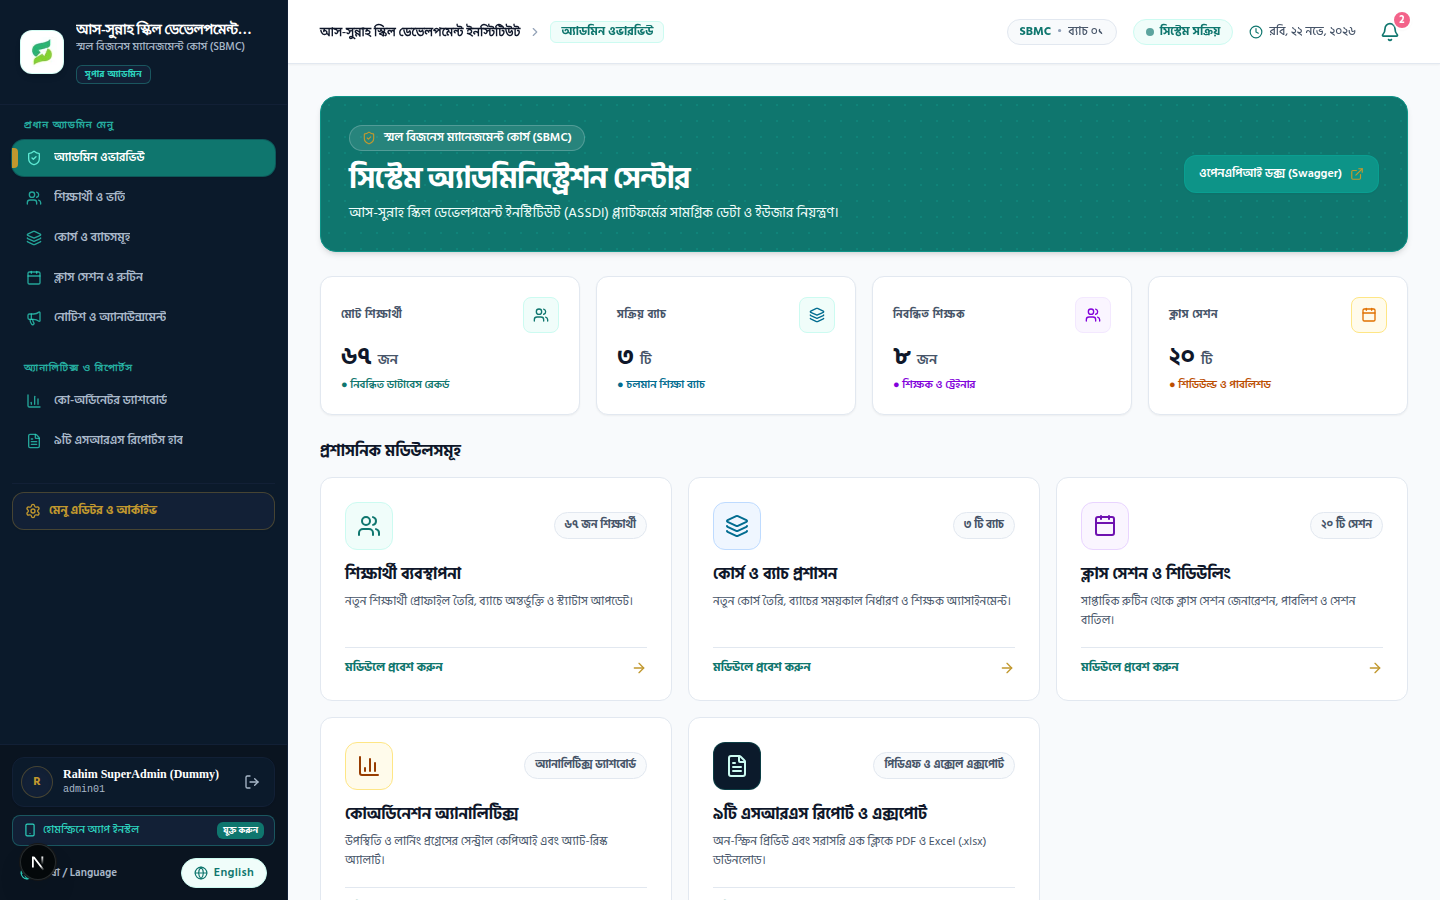 আস-সুন্নাহ স্কিল ডেভেলপমেন্ট...
স্মল বিজনেস ম্যানেজমেন্ট কোর্স (SBMC)
সুপার অ্যাডমিন
প্রধান অ্যাডমিন মেনু
অ্যাডমিন ওভারভিউ
শিক্ষার্থী ও ভর্তি
কোর্স ও ব্যাচসমূহ
ক্লাস সেশন ও রুটিন
নোটিশ ও অ্যানাউন্সমেন্ট
অ্যানালিটিক্স ও রিপোর্টস
কো-অর্ডিনেটর ড্যাশবোর্ড
৯টি এসআরএস রিপোর্টস হাব
মেনু এডিটর ও আর্কাইভ
R
Rahim SuperAdmin (Dummy)
admin01
হোমস্ক্রিনে অ্যাপ ইনস্টল
যুক্ত করুন
N
/ Language
English
আস-সুন্নাহ স্কিল ডেভেলপমেন্ট ইনস্টিটিউট
অ্যাডমিন ওভারভিউ
SBMC • ব্যাচ ০১
সিস্টেম সক্রিয়
রবি, ২২ নভে, ২০২৬
2
স্মল বিজনেস ম্যানেজমেন্ট কোর্স (SBMC)
সিস্টেম অ্যাডমিনিস্ট্রেশন সেন্টার
আস-সুন্নাহ স্কিল ডেভেলপমেন্ট ইনস্টিটিউট (ASSDI) প্ল্যাটফর্মের সামগ্রিক ডেটা ও ইউজার নিয়ন্ত্রণ।
ওপেনএপিআই ডক্স (Swagger)
মোট শিক্ষার্থী
৬৭ জন
● নিবন্ধিত ডাটাবেস রেকর্ড
সক্রিয় ব্যাচ
৩ টি
● চলমান শিক্ষা ব্যাচ
নিবন্ধিত শিক্ষক
৮ জন
● শিক্ষক ও ট্রেইনার
ক্লাস সেশন
২০ টি
● শিডিউল্ড ও পাবলিশড
প্রশাসনিক মডিউলসমূহ
৬৭ জন শিক্ষার্থী
শিক্ষার্থী ব্যবস্থাপনা
নতুন শিক্ষার্থী প্রোফাইল তৈরি, ব্যাচে অন্তর্ভুক্তি ও স্ট্যাটাস আপডেট।
মডিউলে প্রবেশ করুন
৩ টি ব্যাচ
কোর্স ও ব্যাচ প্রশাসন
নতুন কোর্স তৈরি, ব্যাচের সময়কাল নির্ধারণ ও শিক্ষক অ্যাসাইনমেন্ট।
মডিউলে প্রবেশ করুন
২০ টি সেশন
ক্লাস সেশন ও শিডিউলিং
সাপ্তাহিক রুটিন থেকে ক্লাস সেশন জেনারেশন, পাবলিশ ও সেশন
বাতিল।
মডিউলে প্রবেশ করুন
অ্যানালিটিক্স ড্যাশবোর্ড
কোঅর্ডিনেশন অ্যানালিটিক্স
উপস্থিতি ও লার্নিং প্রগ্রেসের সেন্ট্রাল কেপিআই এবং অ্যাট-রিস্ক
অ্যালার্ট।
পিডিএফ ও এক্সেল এক্সপোর্ট
৯টি এসআরএস রিপোর্ট ও এক্সপোর্ট
অন-স্ক্রিন প্রিভিউ এবং সরাসরি এক ক্লিকে PDF ও Excel (.xlsx)
ডাউনলোড।